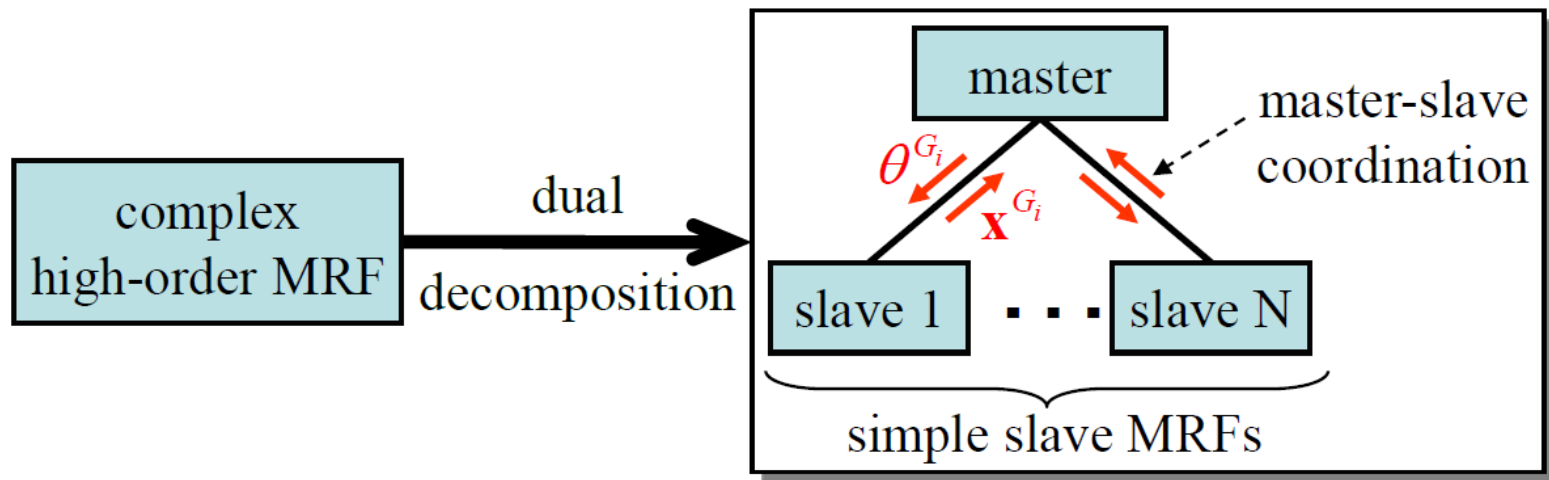 complex
high-order MRF
dual
decomposition
master
master-slave
coordination
θ^{G_i}
x^{G_i}
slave 1
. . .
slave N
simple slave MRFs